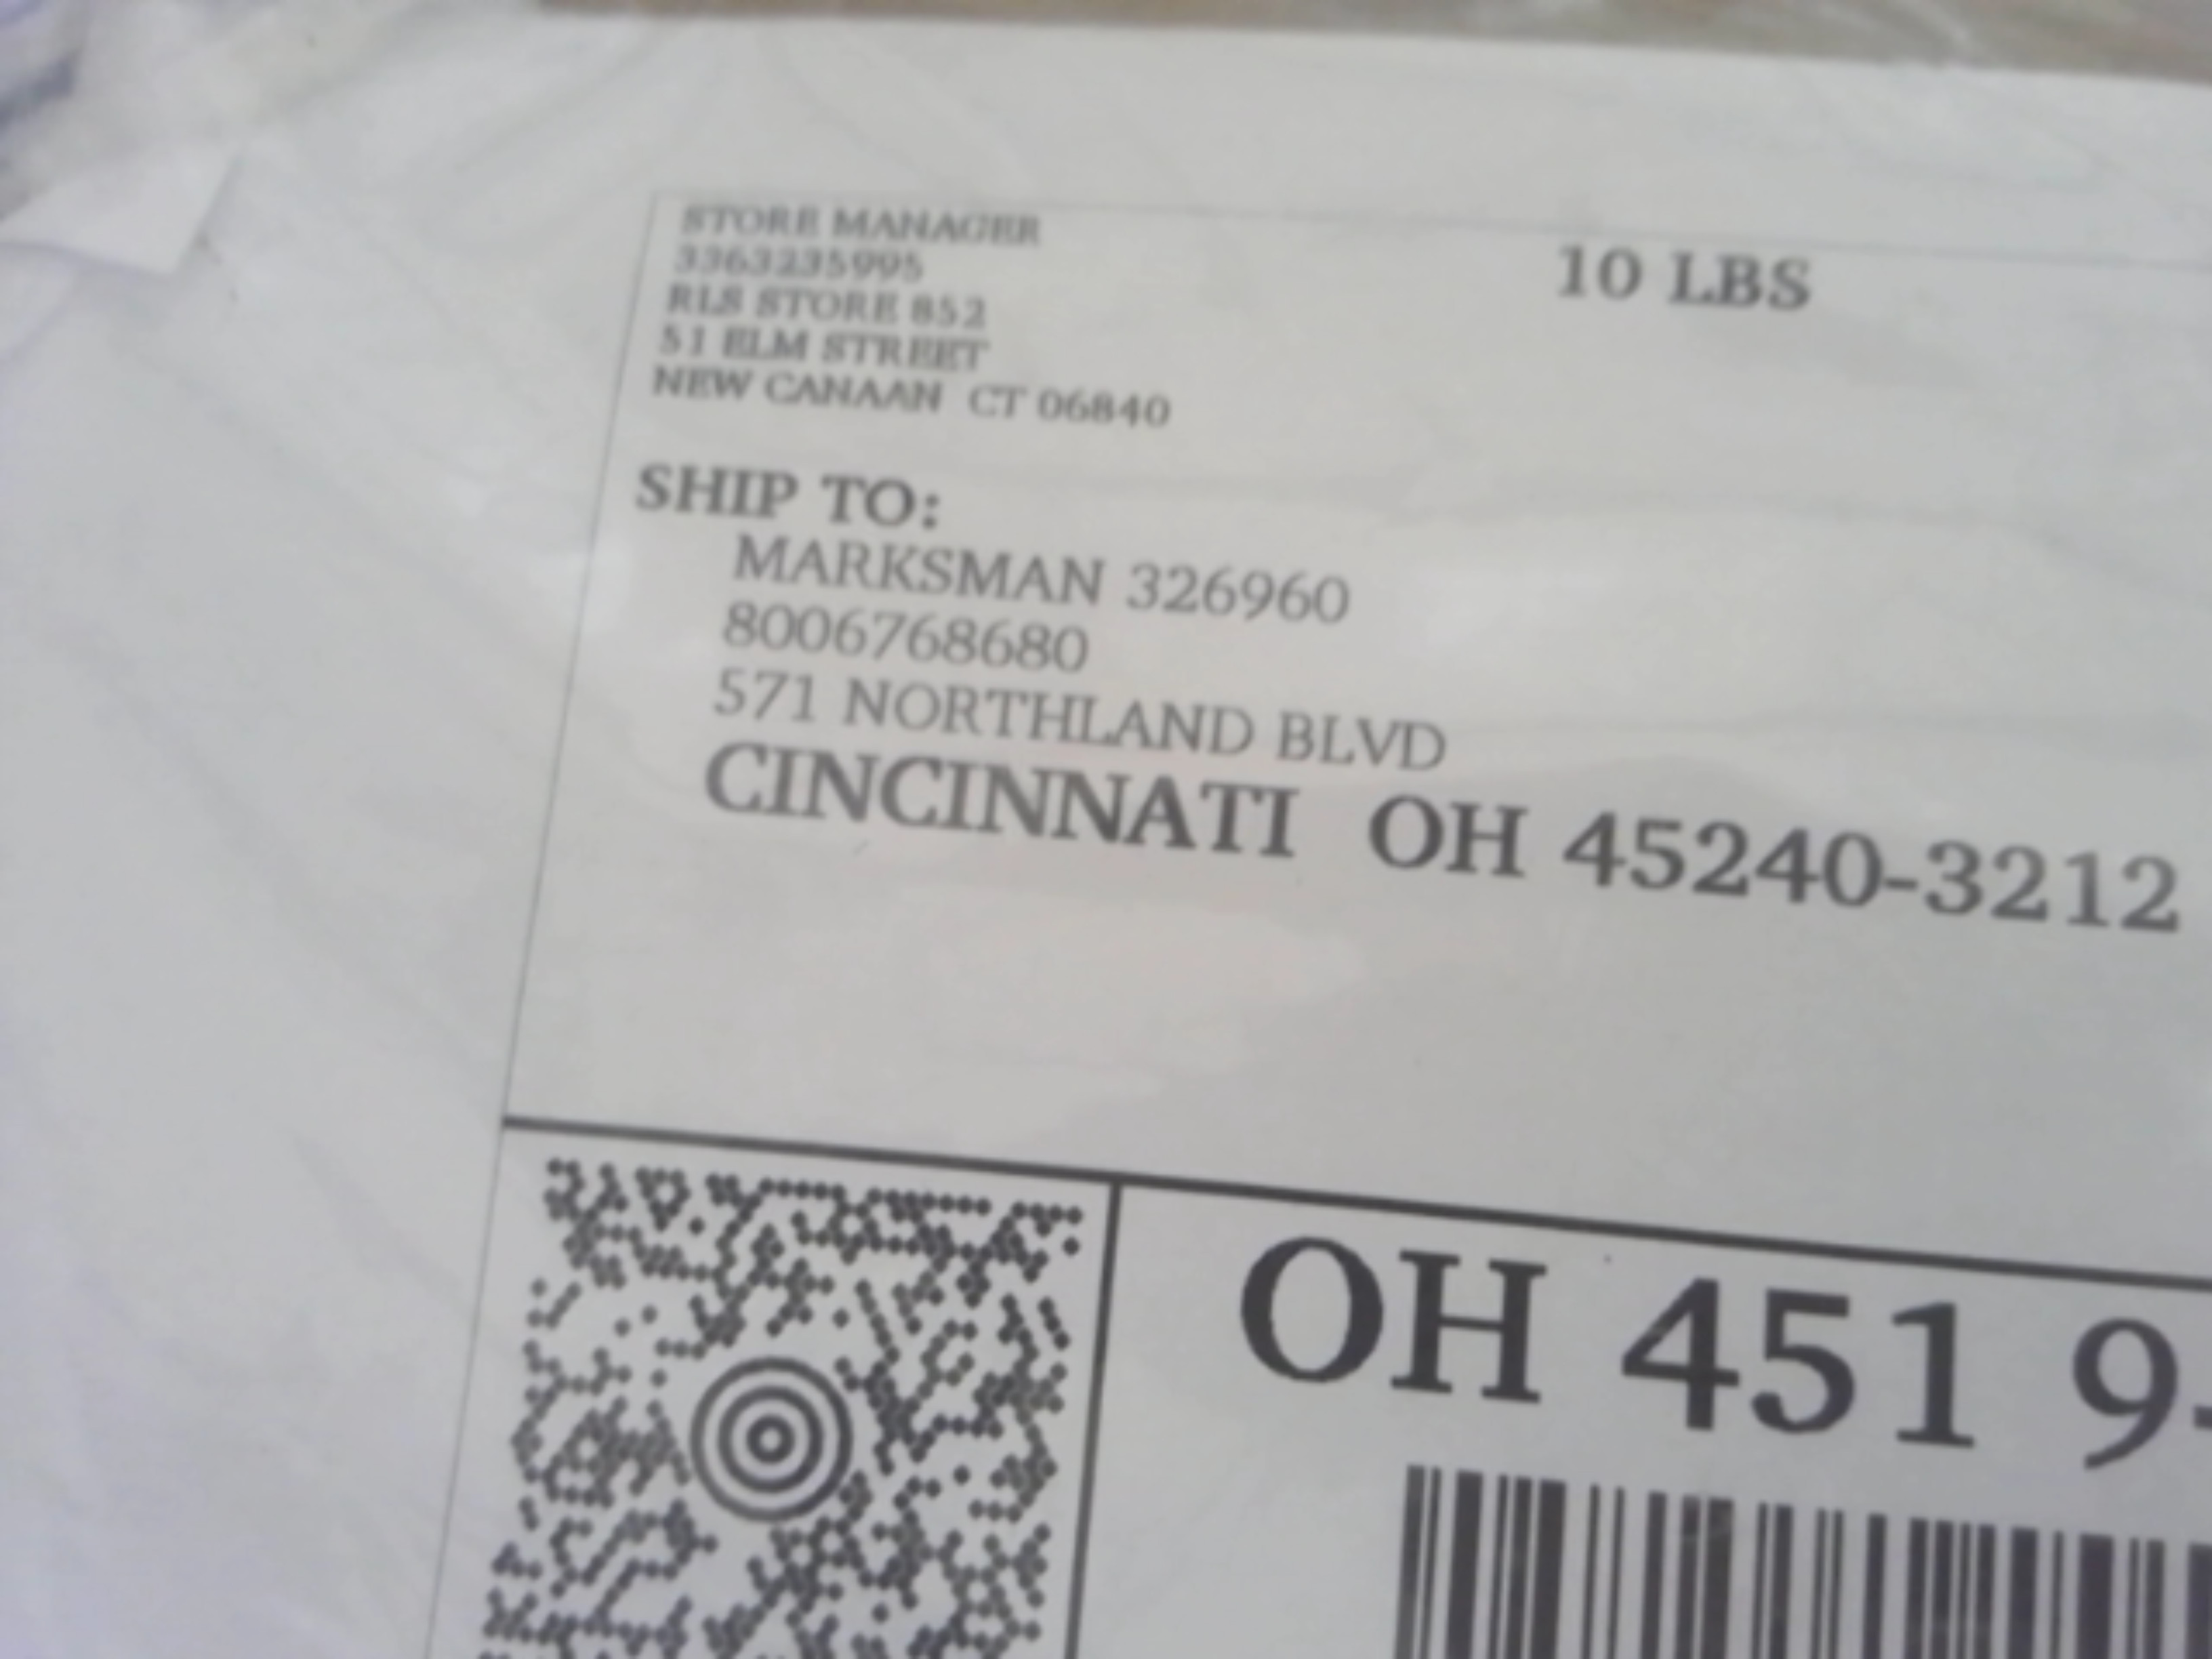 STORE MANAGER
3363235995
RLS STORE 852
51 ELM STREET
NEW CANAAN CT 06840
10 LBS
SHIP TO:
MARKSMAN 326960
8006768680
571 NORTHLAND BLVD
CINCINNATI OH 45240-3212
OH 451 9-